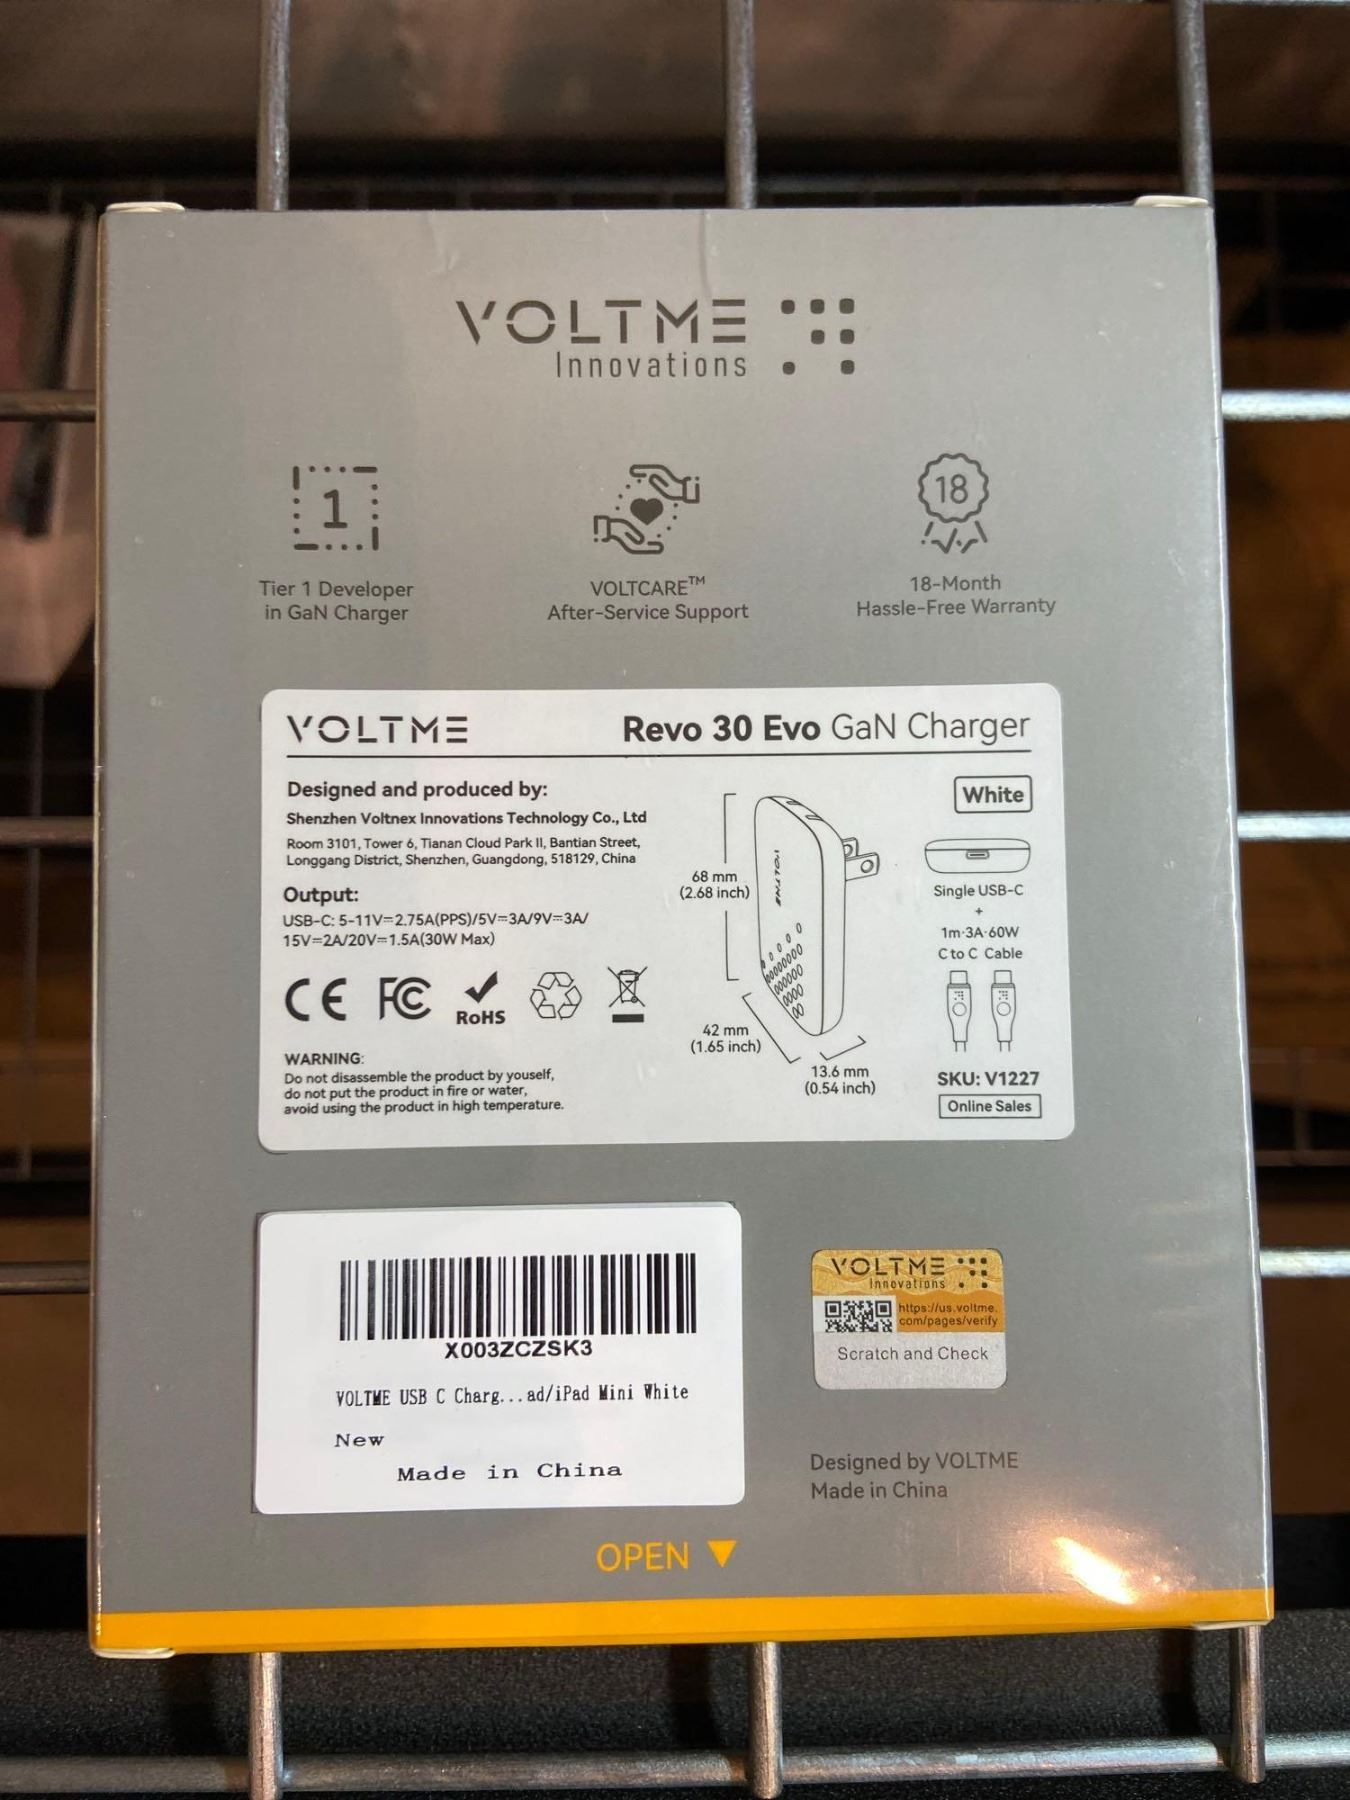 VOLTME
Innovations
1
18
Tier 1 Developer
in GaN Charger
VOLTCARE™
After-Service Support
18-Month
Hassle-Free Warranty
VOLTME
Revo 30 Evo GaN Charger
Designed and produced by:
Shenzhen Voltnex Innovations Technology Co., Ltd
Room 3101, Tower 6, Tianan Cloud Park II, Bantian Street,
Longgang District, Shenzhen, Guangdong, 518129, China
Output:
USB-C: 5-11V⎓2.75A(PPS)/5V⎓3A/9V⎓3A/
15V⎓2A/20V⎓1.5A(30W Max)
CE FC RoHS
WARNING:
Do not disassemble the product by youself,
do not put the product in fire or water,
avoid using the product in high temperature.
VOLTME
68 mm
(2.68 inch)
42 mm
(1.65 inch)
13.6 mm
(0.54 inch)
White
Single USB-C
+
1m·3A·60W
C to C Cable
SKU: V1227
Online Sales
X003ZCZSK3
VOLTME USB C Charg...ad/iPad Mini White
New
Made in China
VOLTME
Innovations
https://us.voltme.
com/pages/verify
Scratch and Check
Designed by VOLTME
Made in China
OPEN